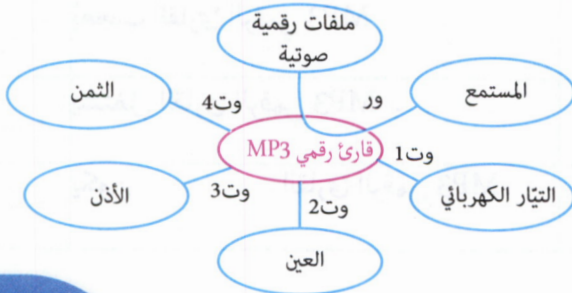 ملفات رقمية
صوتية
المستمع
ور
الثمن
وت4
قارئ رقمي MP3
وت1
التيّار الكهربائي
وت2
العين
وت3
الأذن